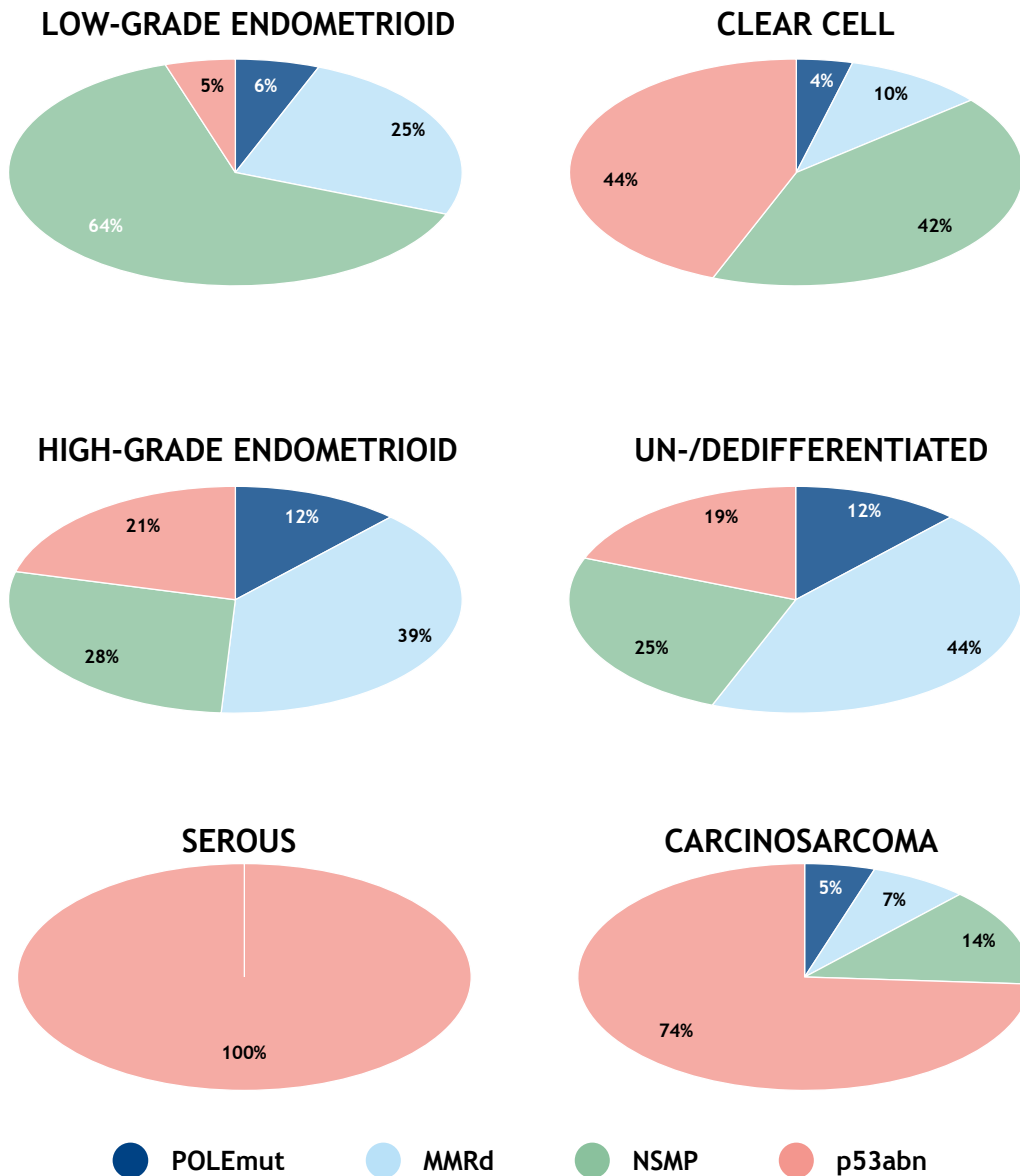 LOW-GRADE ENDOMETRIOID
5%
6%
25%
64%
CLEAR CELL
4%
10%
44%
42%
HIGH-GRADE ENDOMETRIOID
21%
12%
39%
28%
UN-/DEDIFFERENTIATED
19%
12%
25%
44%
SEROUS
100%
CARCINOSARCOMA
5%
7%
14%
74%
POLEmut
MMRd
NSMP
p53abn